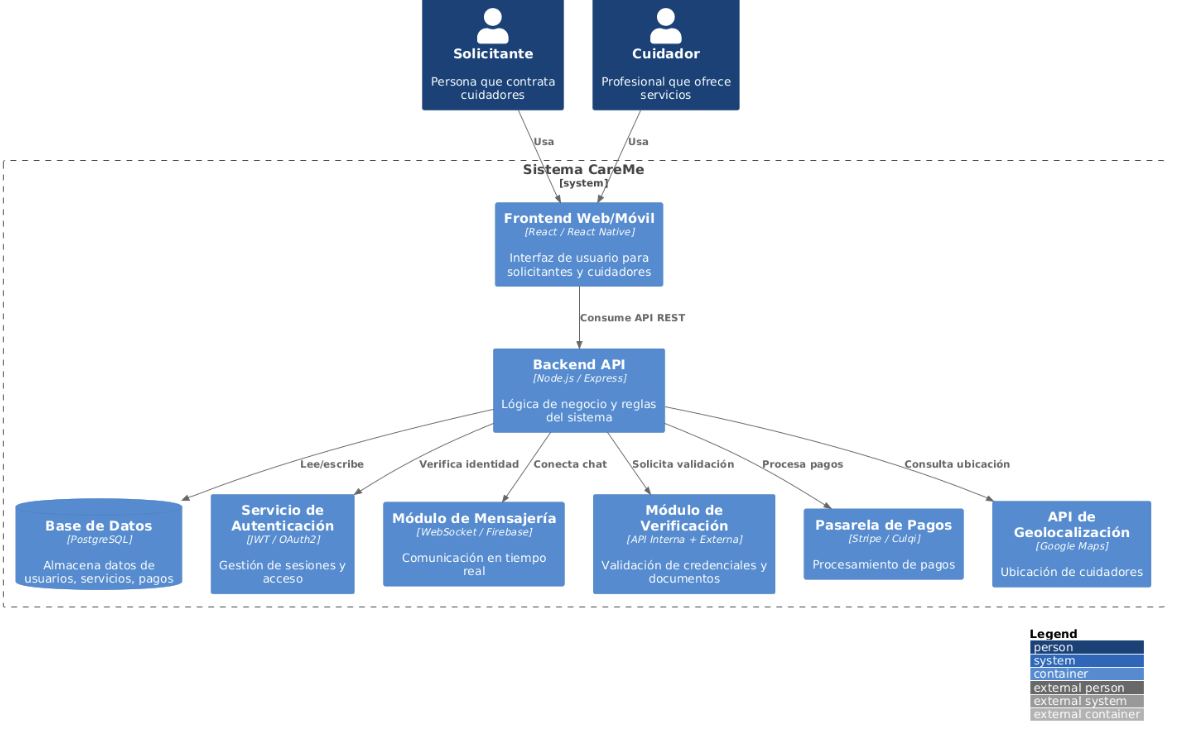 Solicitante
Persona que contrata
cuidadores
Cuidador
Profesional que ofrece
servicios
Usa
Usa
Sistema CareMe
[system]
Frontend Web/Móvil
[React / React Native]
Interfaz de usuario para
solicitantes y cuidadores
Consume API REST
Backend API
[Node.js / Express]
Lógica de negocio y reglas
del sistema
Lee/escribe
Verifica identidad
Conecta chat
Solicita validación
Procesa pagos
Consulta ubicación
Base de Datos
[PostgreSQL]
Almacena datos de
usuarios, servicios, pagos
Servicio de
Autenticación
[JWT / OAuth2]
Gestión de sesiones y
acceso
Módulo de Mensajería
[WebSocket / Firebase]
Comunicación en tiempo
real
Módulo de
Verificación
[API Interna + Externa]
Validación de credenciales y
documentos
Pasarela de Pagos
[Stripe / Culqi]
Procesamiento de pagos
API de
Geolocalización
[Google Maps]
Ubicación de cuidadores
Legend
person
system
container
external person
external system
external container